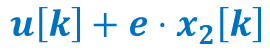 u[k] + e · x₂[k]